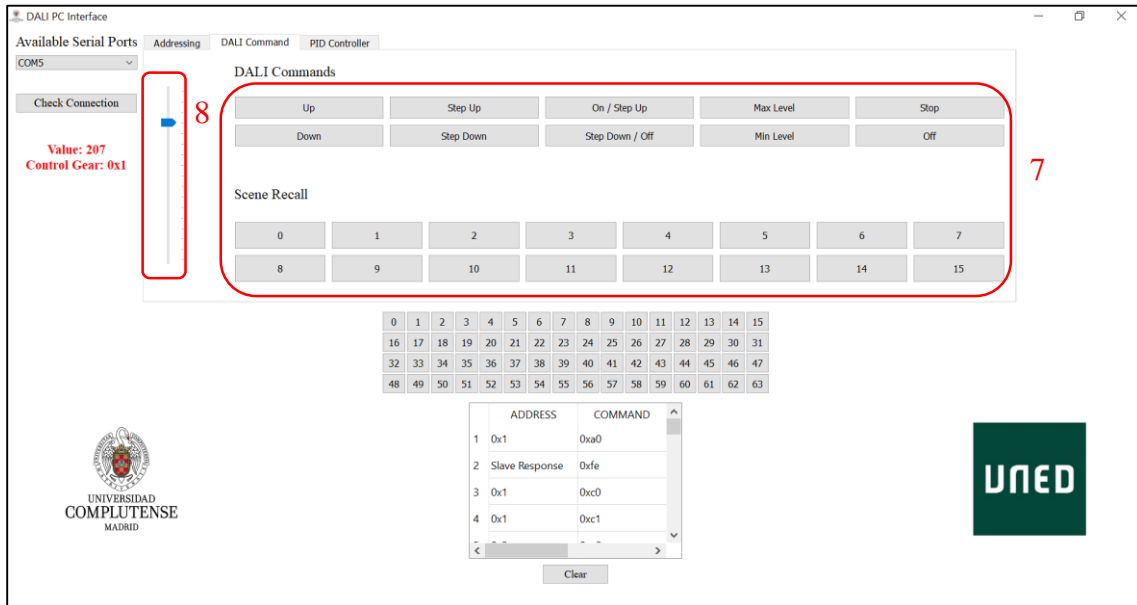 DALI PC Interface
Available Serial Ports
COM5
Check Connection
Value: 207
Control Gear: 0x1
Addressing DALI Command PID Controller
8
DALI Commands
Up Step Up On / Step Up Max Level Stop
Down Step Down Step Down / Off Min Level Off
7
Scene Recall
0 1 2 3 4 5 6 7
8 9 10 11 12 13 14 15
0 1 2 3 4 5 6 7 8 9 10 11 12 13 14 15
16 17 18 19 20 21 22 23 24 25 26 27 28 29 30 31
32 33 34 35 36 37 38 39 40 41 42 43 44 45 46 47
48 49 50 51 52 53 54 55 56 57 58 59 60 61 62 63
ADDRESS COMMAND
1 0x1 0xa0
2 Slave Response 0xfe
3 0x1 0xc0
4 0x1 0xc1
Clear
UNIVERSIDAD
COMPLUTENSE
MADRID
UNED